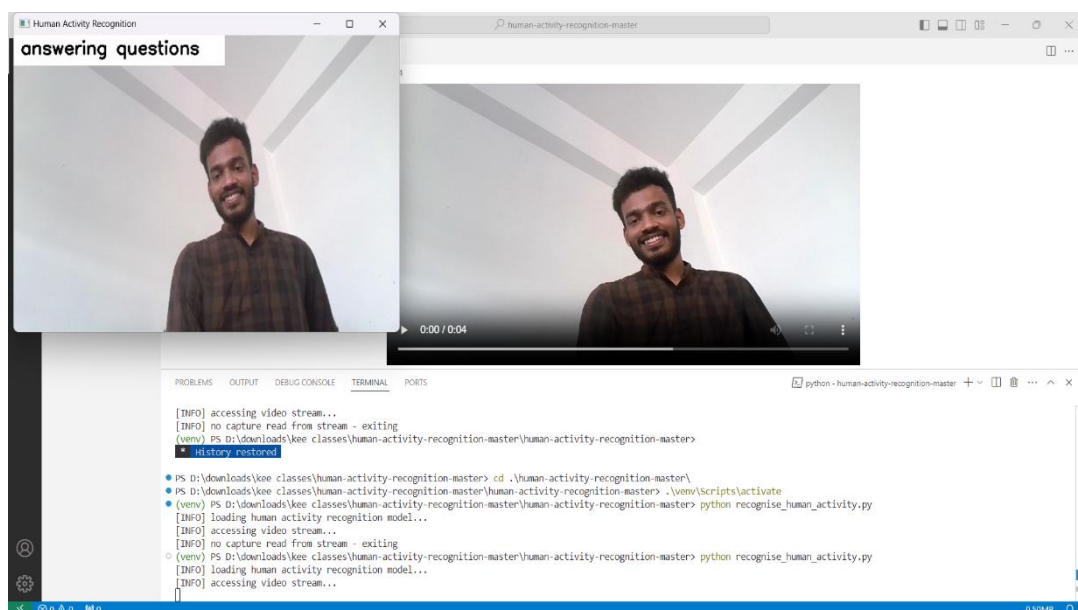 Human Activity Recognition
human-activity-recognition-master
answering questions
0:00 / 0:04
PROBLEMS OUTPUT DEBUG CONSOLE TERMINAL PORTS
python - human-activity-recognition-master
[INFO] accessing video stream...
[INFO] no capture read from stream - exiting
(venv) PS D:\downloads\kee classes\human-activity-recognition-master\human-activity-recognition-master>
* History restored
PS D:\downloads\kee classes\human-activity-recognition-master> cd .\human-activity-recognition-master\
PS D:\downloads\kee classes\human-activity-recognition-master\human-activity-recognition-master> .\venv\Scripts\activate
(venv) PS D:\downloads\kee classes\human-activity-recognition-master\human-activity-recognition-master> python recognise_human_activity.py
[INFO] loading human activity recognition model...
[INFO] accessing video stream...
[INFO] no capture read from stream - exiting
(venv) PS D:\downloads\kee classes\human-activity-recognition-master\human-activity-recognition-master> python recognise_human_activity.py
[INFO] loading human activity recognition model...
[INFO] accessing video stream...
0.50MB